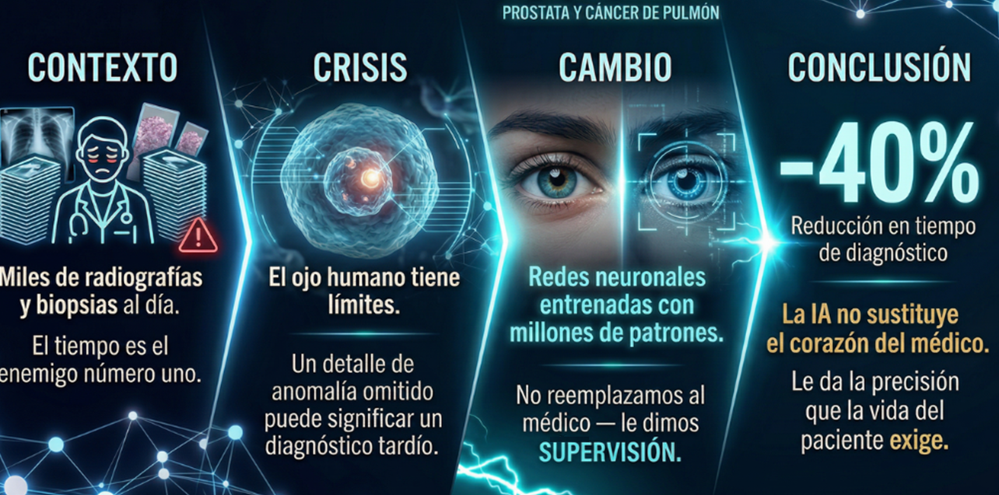 PROSTATA Y CÁNCER DE PULMÓN
CONTEXTO
Miles de radiografías
y biopsias al día.
El tiempo es el
enemigo número uno.
CRISIS
El ojo humano tiene
límites.
Un detalle de
anomalía omitido
puede significar un
diagnóstico tardío.
CAMBIO
Redes neuronales
entrenadas con
millones de patrones.
No reemplazamos al
médico — le dimos
SUPERVISIÓN.
CONCLUSIÓN
-40%
Reducción en tiempo
de diagnóstico
La IA no sustituye
el corazón del médico.
Le da la precisión
que la vida del
paciente exige.